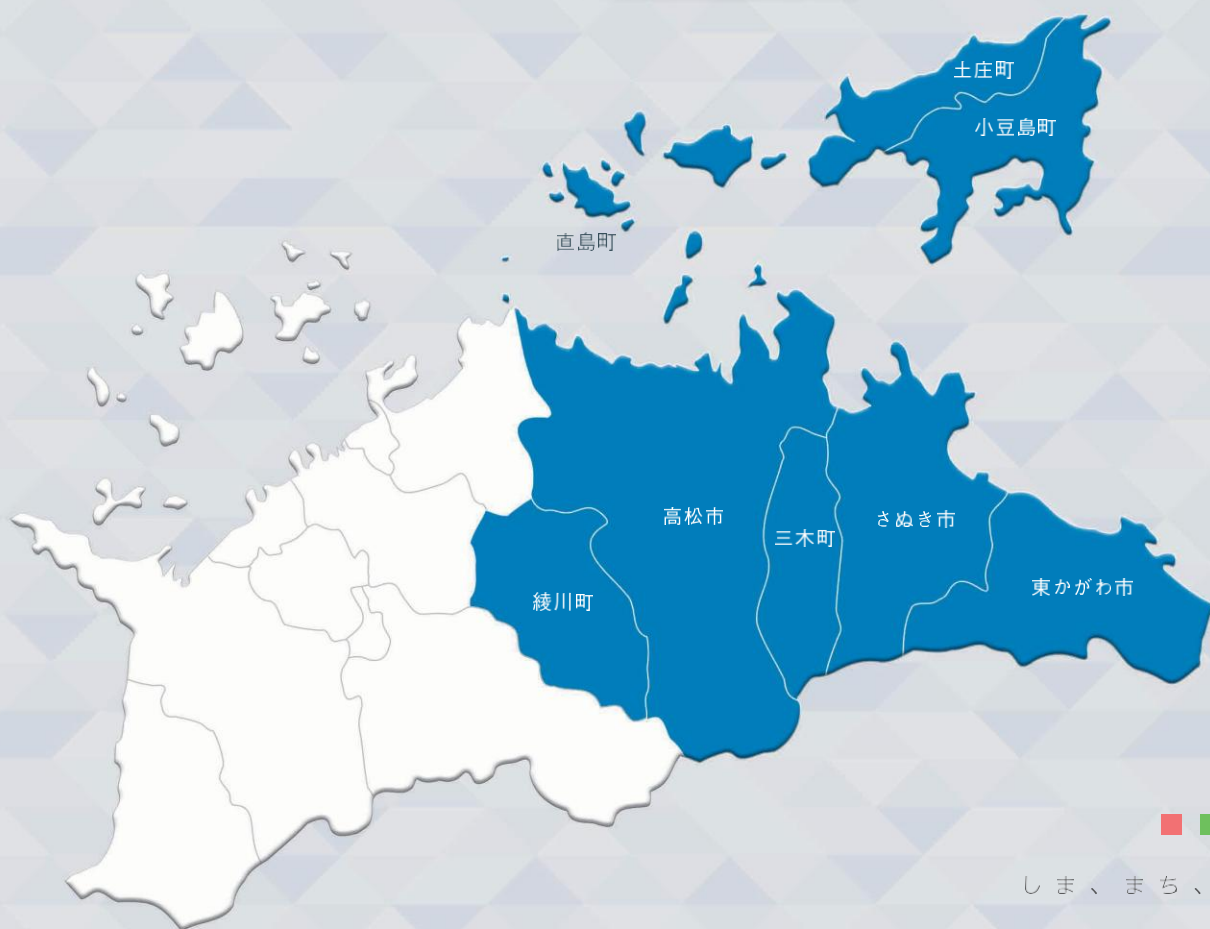 土庄町
小豆島町
直島町
高松市
三木町
さぬき市
東かがわ市
綾川町
しま、まち、